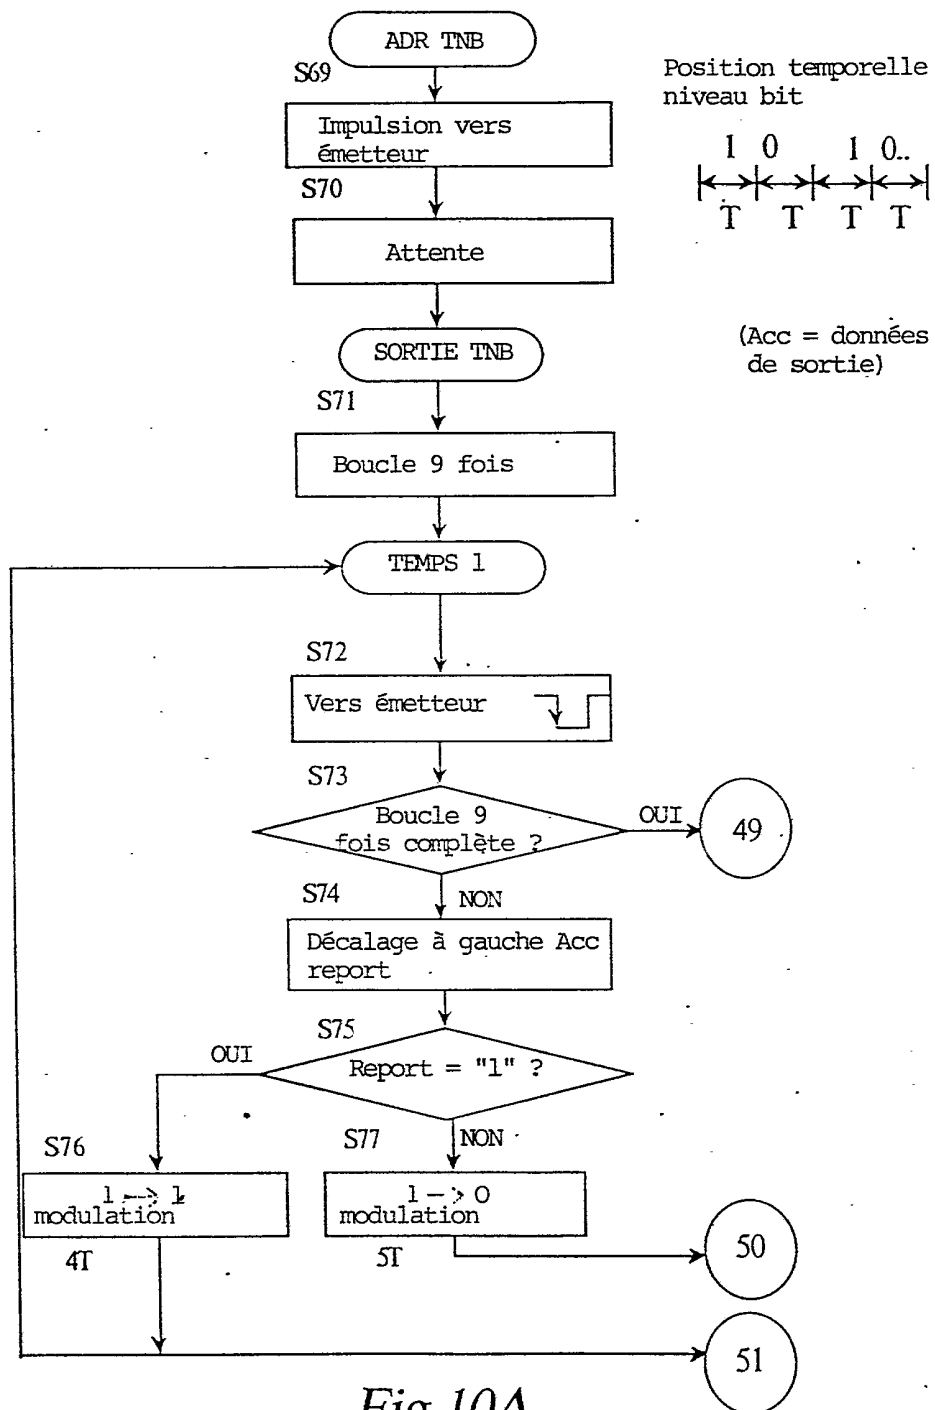 ADR TNB
S69
Impulsion vers
émetteur
S70
Attente
SORTIE TNB
S71
Boucle 9 fois
TEMPS 1
S72
Vers émetteur
S73
Boucle 9
fois complète ?
OUI
49
S74
NON
Décalage à gauche Acc
report
S75
OUI
Report = "1" ?
S76
1 --> 1
modulation
4T
S77
NON
1 --> 0
modulation
5T
50
51
Position temporelle
niveau bit
1 0 1 0..
T T T T
(Acc = données
de sortie)
Fig.10A